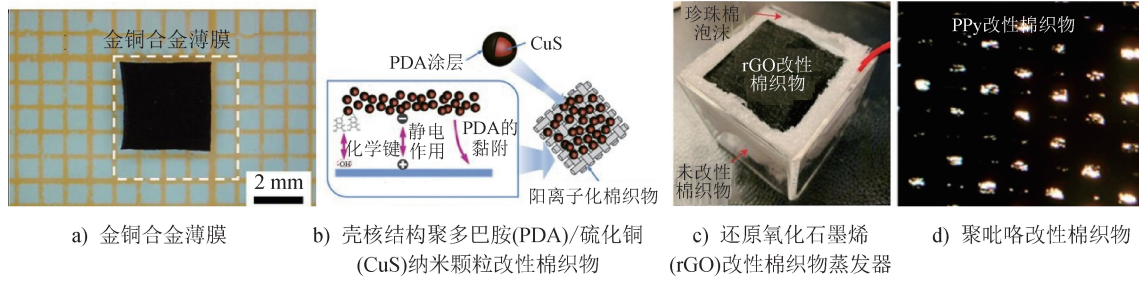 金铜合金薄膜
2 mm
PDA涂层
CuS
化学键
静电
作用
PDA的
黏附
-OH
阳离子化棉织物
珍珠棉
泡沫
rGO改性
棉织物
未改性
棉织物
PPy改性棉织物
a) 金铜合金薄膜
b) 壳核结构聚多巴胺(PDA)/硫化铜
(CuS)纳米颗粒改性棉织物
c) 还原氧化石墨烯
(rGO)改性棉织物蒸发器
d) 聚吡咯改性棉织物